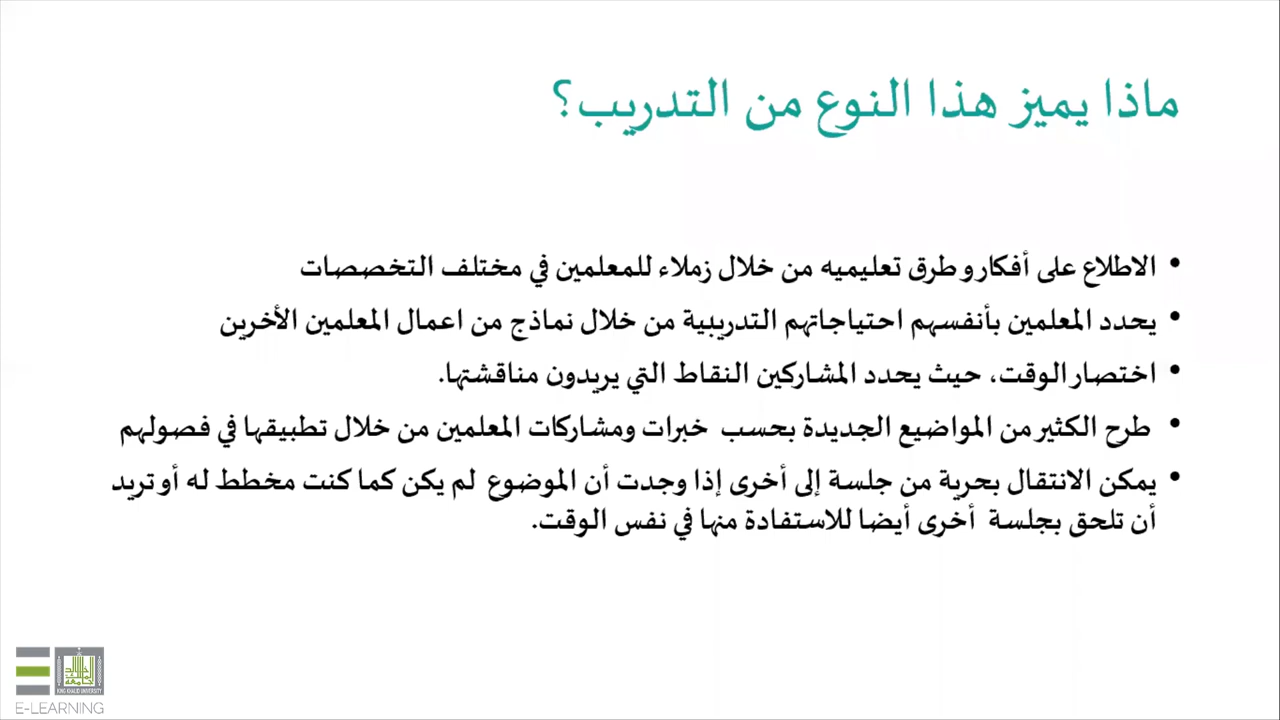 ماذا يميز هذا النوع من التدريب؟
• الاطلاع على أفكار و طرق تعليميه من خلال زملاء للمعلمين في مختلف التخصصات
• يحدد المعلمين بأنفسهم احتياجاتهم التدريبية من خلال نماذج من اعمال المعلمين الأخرين
• اختصار الوقت، حيث يحدد المشاركين النقاط التي يريدون مناقشتها.
• طرح الكثير من المواضيع الجديدة بحسب خبرات ومشاركات المعلمين من خلال تطبيقها في فصولهم
• يمكن الانتقال بحرية من جلسة إلى أخرى إذا وجدت أن الموضوع لم يكن كما كنت مخطط له أو تريد
أن تلحق بجلسة أخرى أيضا للاستفادة منها في نفس الوقت.
KING KHALID UNIVERSITY
E-LEARNING